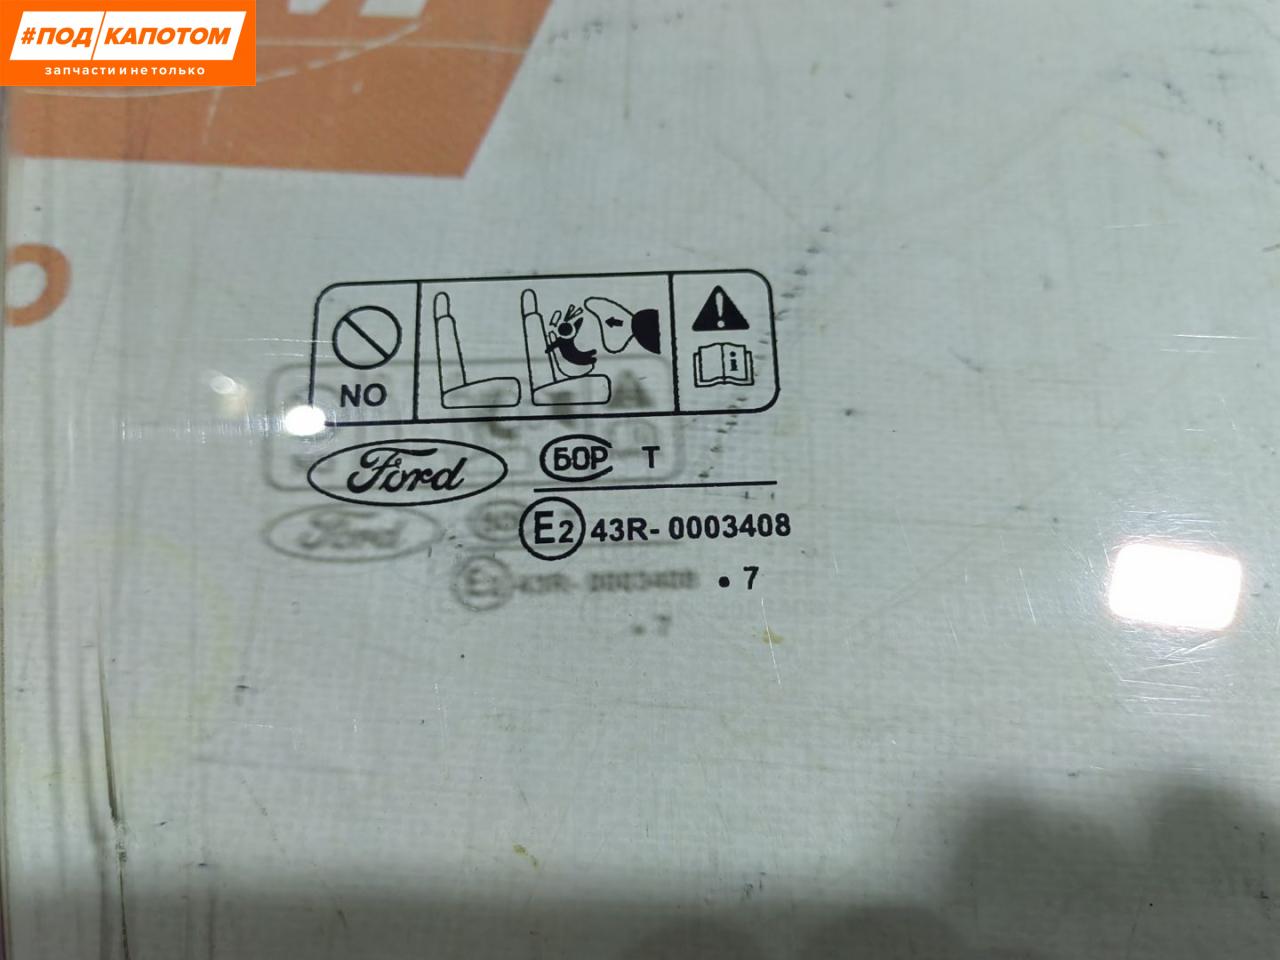 #ПОД КАПОТОМ
запчасти и не только
NO
i
Ford
БОР T
E2 43R-0003408
.7